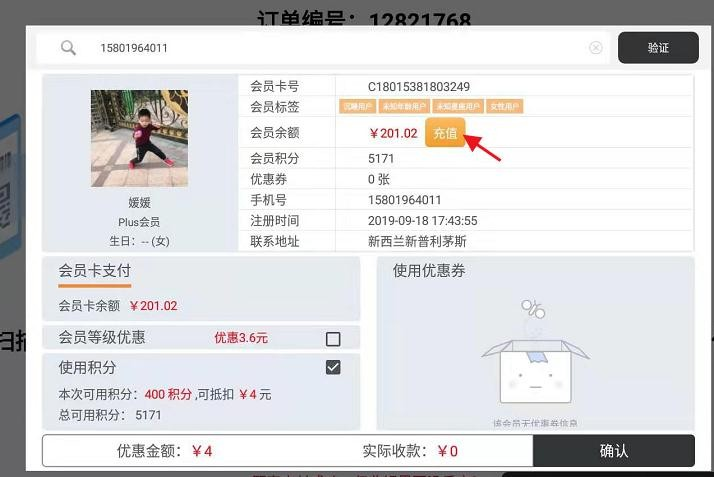 订单编号：12821768
15801964011
验证
会员卡号 C18015381803249
会员标签 沉睡用户 未知年龄用户 未知星座用户 女性用户
会员余额 ￥201.02 充值
会员积分 5171
优惠券 0 张
手机号 15801964011
注册时间 2019-09-18 17:43:55
联系地址 新西兰新普利茅斯
媛媛
Plus会员
生日：-- (女)
会员卡支付
会员卡余额 ￥201.02
会员等级优惠 优惠3.6元
使用积分
本次可用积分：400 积分 ,可抵扣 ￥4 元
总可用积分： 5171
使用优惠券
该会员无优惠券信息
优惠金额：￥4
实际收款：￥0
确认
扫描